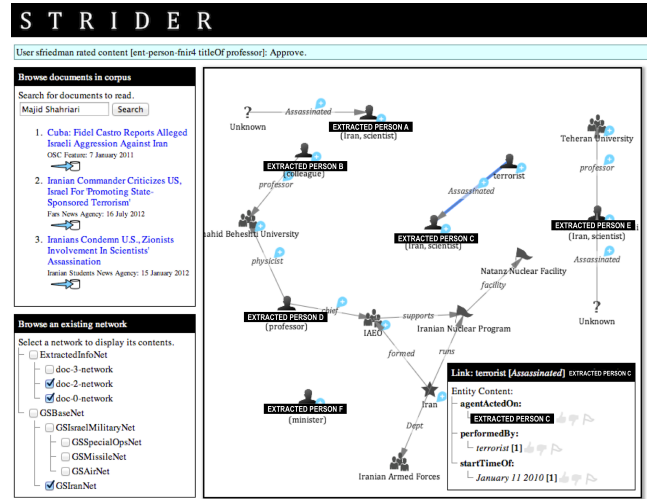 STRIDER
User sfriedman rated content [ent-person-fnir4 titleOf professor]: Approve.
Browse documents in corpus
Search for documents to read.
Majid Shahriari Search
1. Cuba: Fidel Castro Reports Alleged
Israeli Aggression Against Iran
OSC Feature: 7 January 2011
2. Iranian Commander Criticizes US,
Israel For 'Promoting State-
Sponsored Terrorism'
Fars News Agency: 16 July 2012
3. Iranians Condemn U.S., Zionists
Involvement In Scientists'
Assassination
Iranian Students News Agency: 15 January 2012
Browse an existing network
Select a network to display its contents.
ExtractedInfoNet
doc-3-network
doc-2-network
doc-0-network
GSBaseNet
GSIsraelMilitaryNet
GSSpecialOpsNet
GSMissileNet
GSAirNet
GSIranNet
?
Unknown
Assassinated
EXTRACTED PERSON A
(Iran, scientist)
EXTRACTED PERSON B
(colleague)
professor
terrorist
Assassinated
Teheran University
professor
ahid Beheshti University
EXTRACTED PERSON C
(Iran, scientist)
EXTRACTED PERSON E
(Iran, scientist)
physicist
Natanz Nuclear Facility
facility
Assassinated
EXTRACTED PERSON D
(professor)
chief
IAEO
supports
Iranian Nuclear Program
?
Unknown
formed
runs
EXTRACTED PERSON F
(minister)
Iran
Dept
Iranian Armed Forces
Link: terrorist [Assassinated] EXTRACTED PERSON C
Entity Content:
agentActedOn:
EXTRACTED PERSON C
performedBy:
terrorist [1]
startTimeOf:
January 11 2010 [1]